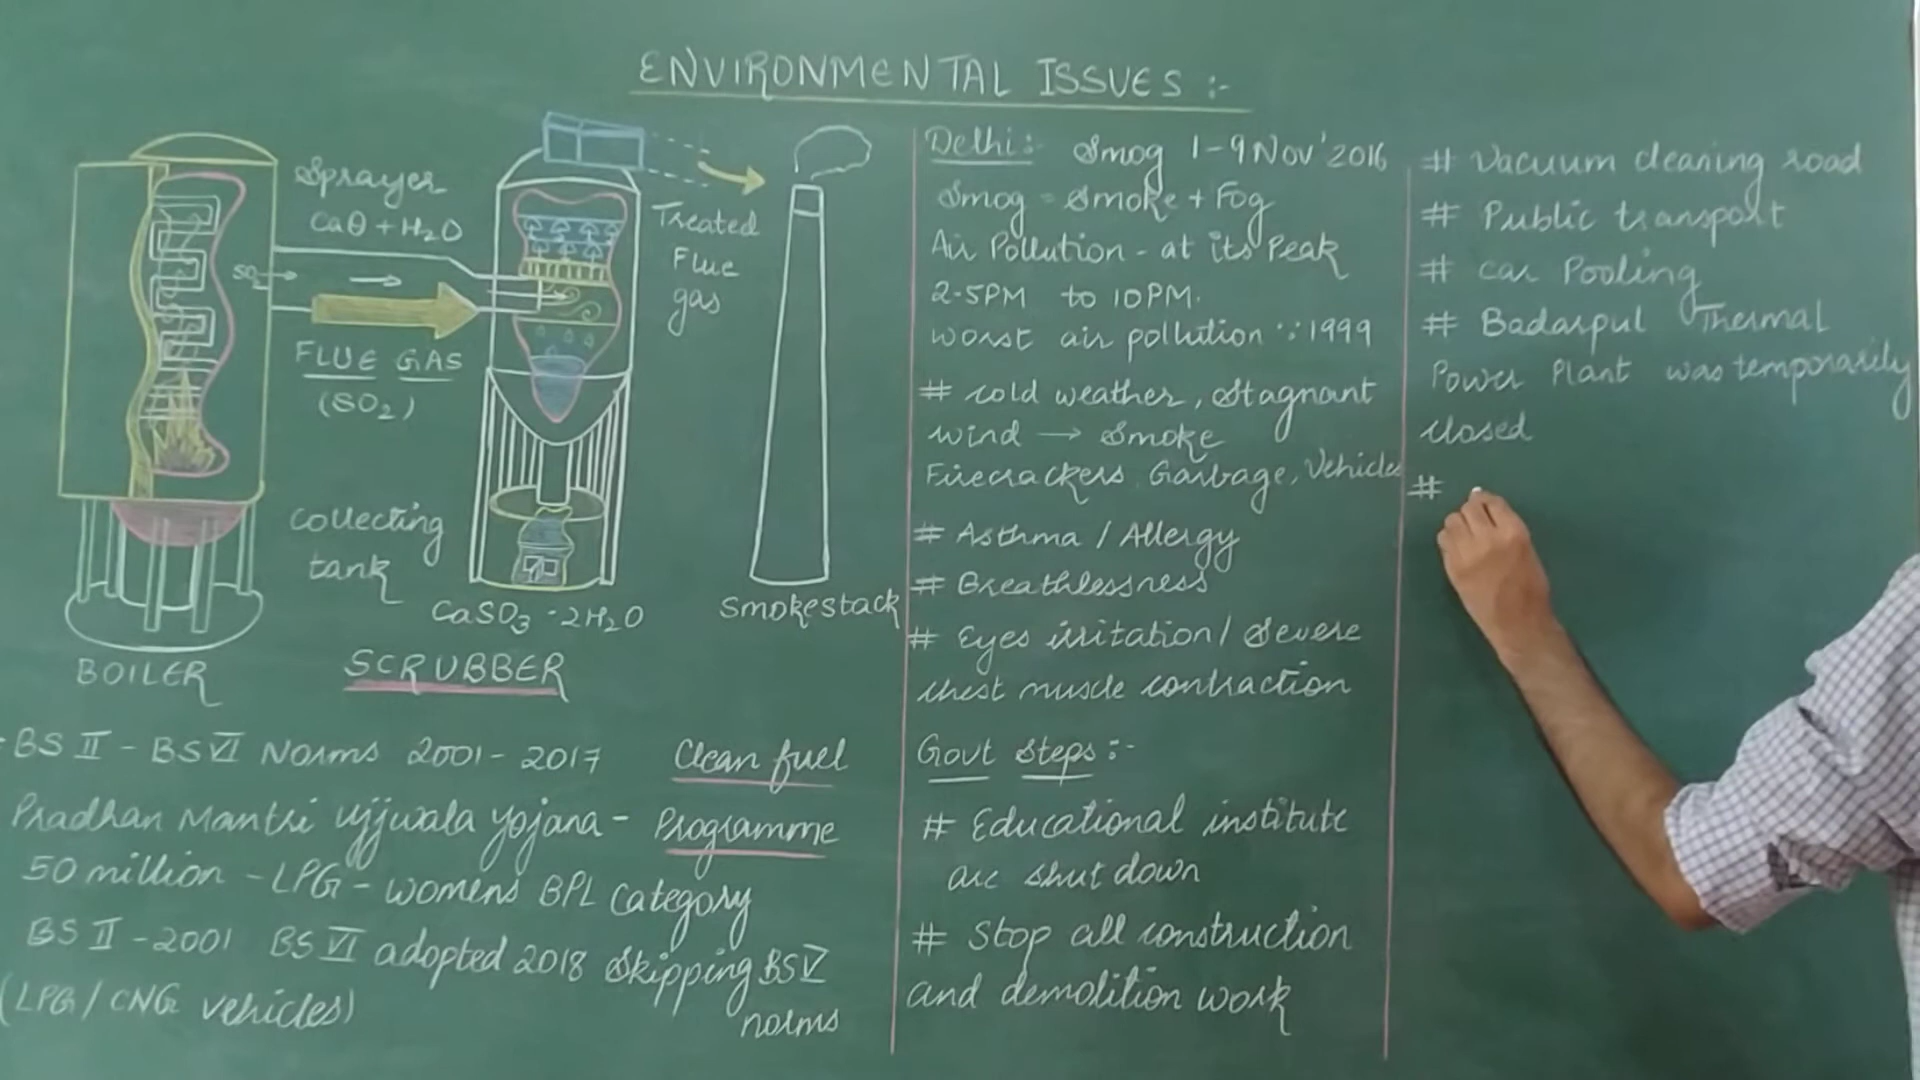 ENVIRONMENTAL ISSUES :-
Sprayer
CaO + H2O
SO2
FLUE GAS
(SO2)
Treated
Flue
gas
Collecting
tank
CaSO3 · 2H2O
Smokestack
BOILER
SCRUBBER
BS II - BS VI Norms 2001 - 2017
Clean fuel
Pradhan Mantri Ujjwala Yojana - Programme
50 million - LPG - womens BPL Category
BS II - 2001 BS VI adopted 2018 Skipping BS V
norms
(LPG / CNG vehicles)
Delhi :- Smog 1-9 Nov' 2016
Smog = Smoke + Fog
Air Pollution - at its Peak
2-5PM to 10PM.
worst air pollution ∵ 1999
# cold weather, Stagnant
wind → Smoke
Firecrackers, Garbage, Vehicles
# Asthma / Allergy
# Breathlessness
# Eyes irritation / Severe
chest muscle contraction
Govt Steps :-
# Educational institute
are shut down
# Stop all construction
and demolition work
# Vacuum cleaning road
# Public transport
# Car Pooling
# Badarpul Thermal
Power Plant was temporarily
closed
#